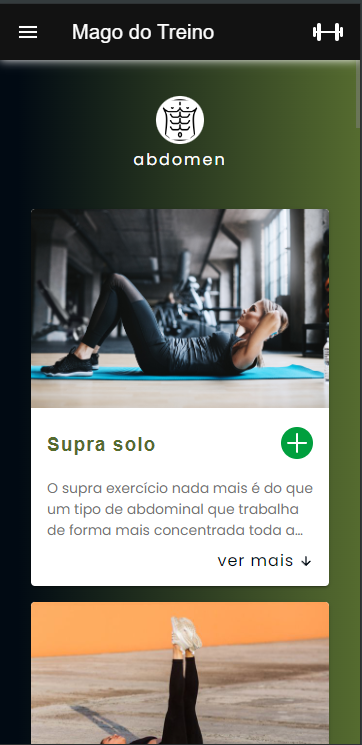 Mago do Treino
abdomen
Supra solo
O supra exercício nada mais é do que
um tipo de abdominal que trabalha
de forma mais concentrada toda a...
ver mais